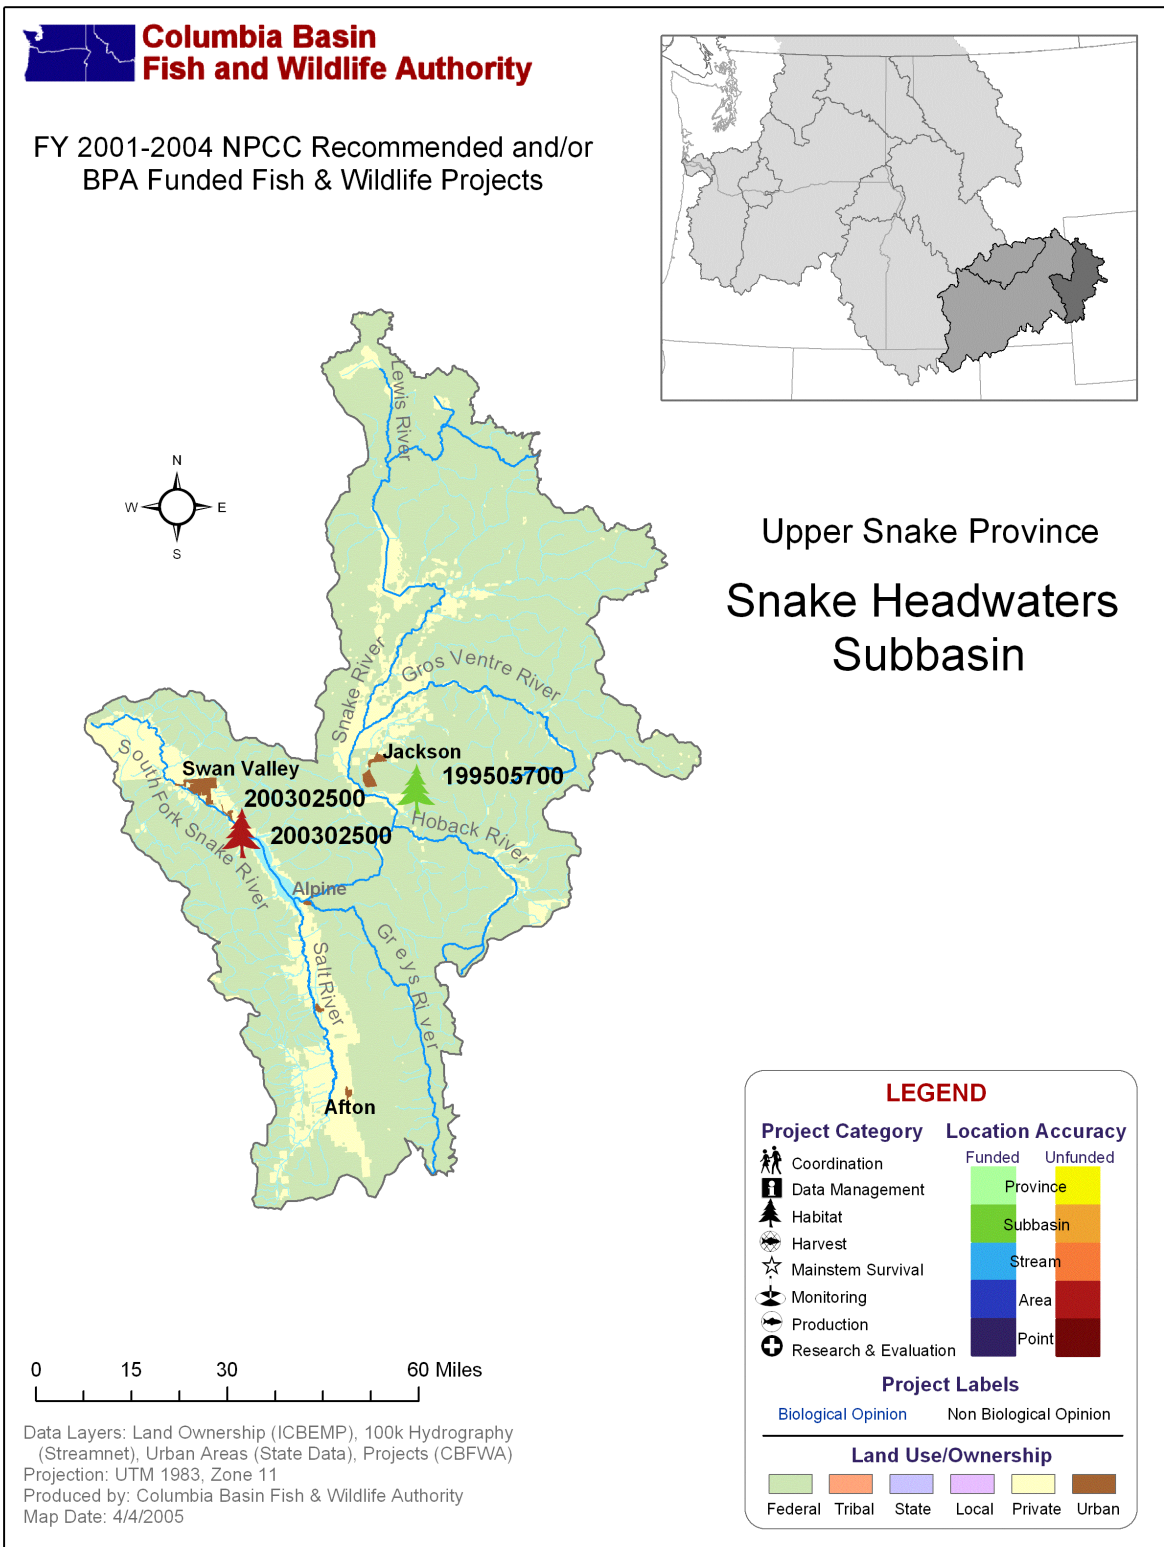 Columbia Basin
Fish and Wildlife Authority
FY 2001-2004 NPCC Recommended and/or
BPA Funded Fish & Wildlife Projects
N
W
E
S
Upper Snake Province
Snake Headwaters
Subbasin
Lewis River
Snake River
Gros Ventre River
Jackson
199505700
Swan Valley
200302500
200302500
South Fork Snake River
Hoback River
Alpine
Greys River
Salt River
Afton
LEGEND
Project Category
Coordination
Data Management
Habitat
Harvest
Mainstem Survival
Monitoring
Production
Research & Evaluation
Location Accuracy
Funded Unfunded
Province
Subbasin
Stream
Area
Point
Project Labels
Biological Opinion Non Biological Opinion
Land Use/Ownership
Federal Tribal State Local Private Urban
0 15 30 60 Miles
Data Layers: Land Ownership (ICBEMP), 100k Hydrography
(Streamnet), Urban Areas (State Data), Projects (CBFWA)
Projection: UTM 1983, Zone 11
Produced by: Columbia Basin Fish & Wildlife Authority
Map Date: 4/4/2005